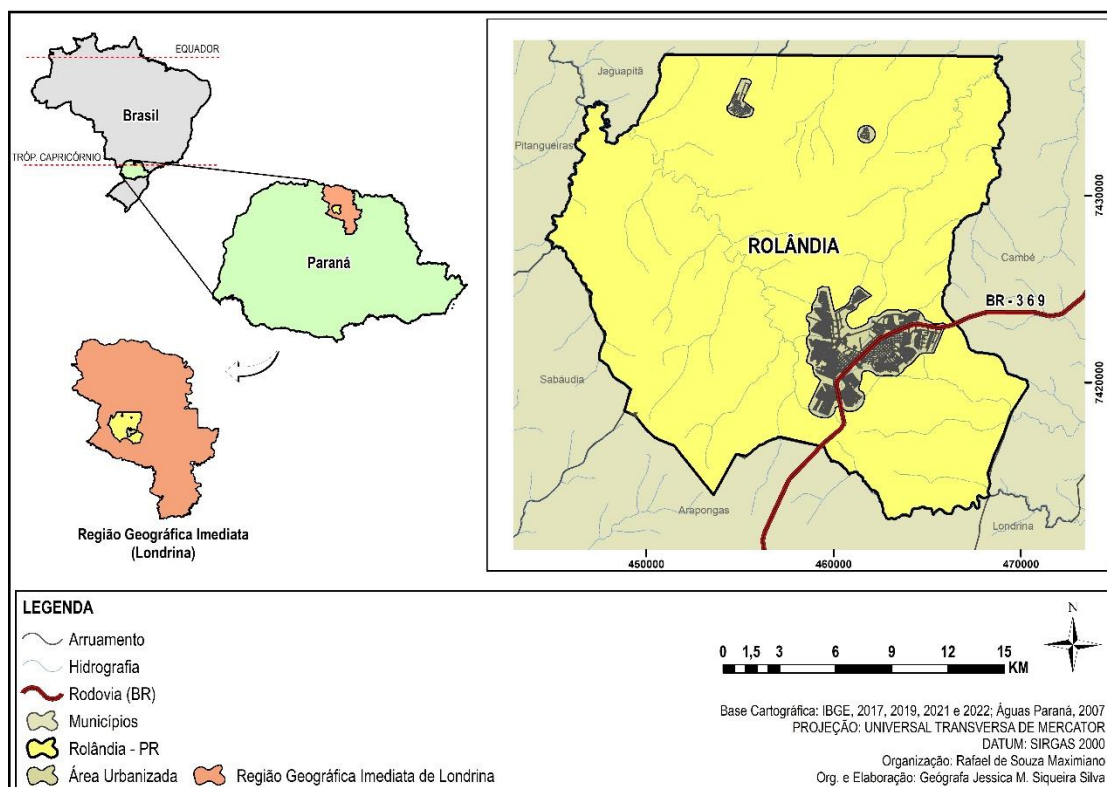 EQUADOR
Brasil
TRÓP. CAPRICÓRNIO
Paraná
Região Geográfica Imediata
(Londrina)
Jaguapitã
Pitangueiras
ROLÂNDIA
Cambé
BR - 3 6 9
Sabáudia
Arapongas
Londrina
7430000
7420000
450000
460000
470000
LEGENDA
Arruamento
Hidrografia
Rodovia (BR)
Municípios
Rolândia - PR
Área Urbanizada
Região Geográfica Imediata de Londrina
N
0 1,5 3 6 9 12 15
KM
Base Cartográfica: IBGE, 2017, 2019, 2021 e 2022; Águas Paraná, 2007
PROJEÇÃO: UNIVERSAL TRANSVERSA DE MERCATOR
DATUM: SIRGAS 2000
Organização: Rafael de Souza Maximiano
Org. e Elaboração: Geógrafa Jessica M. Siqueira Silva